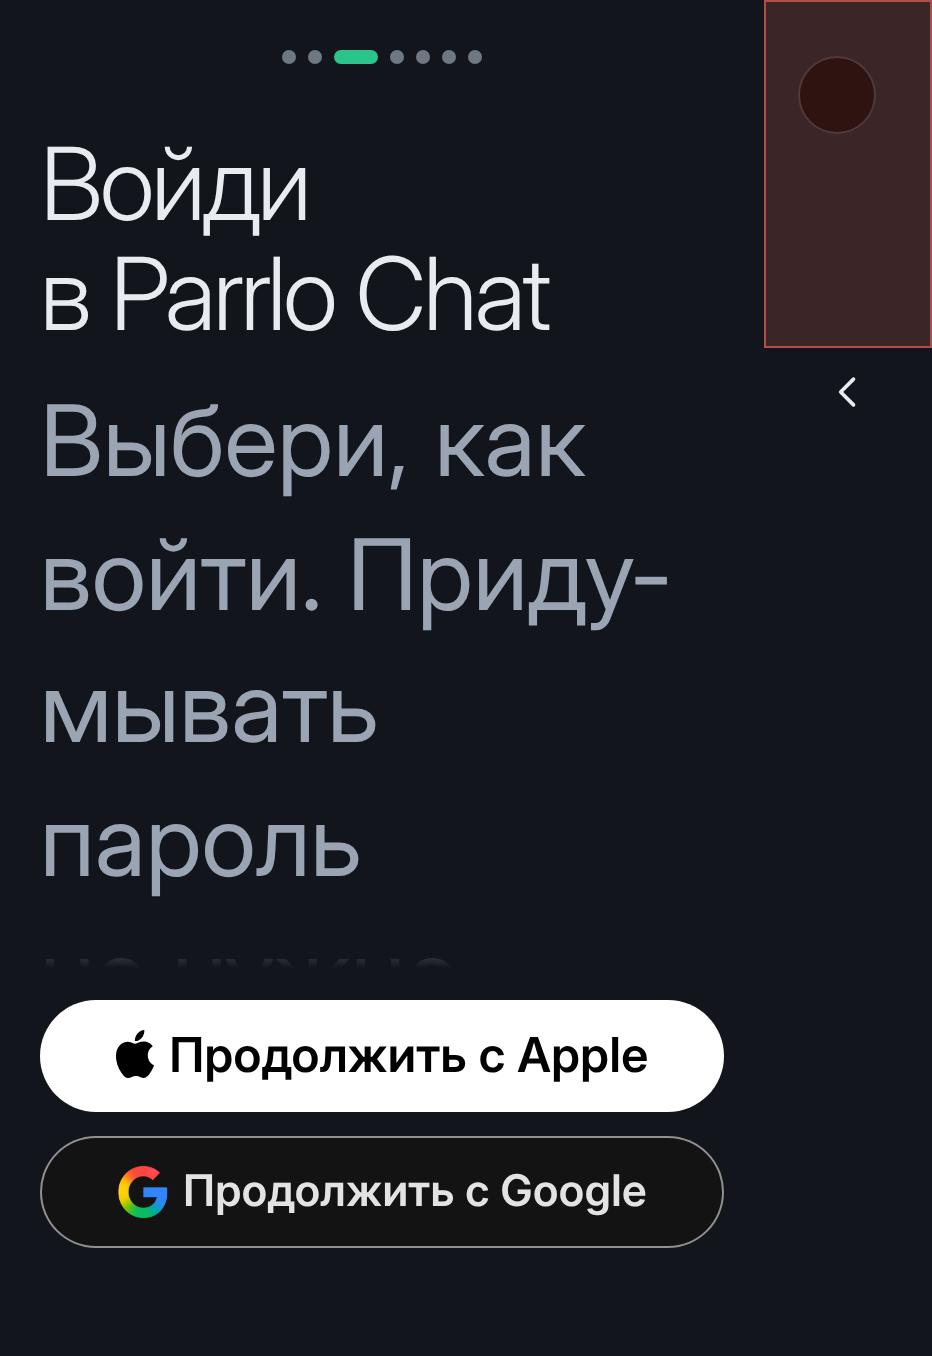 Войди
в Parrlo Chat
Выбери, как
войти. Приду-
мывать
пароль
Продолжить с Apple
Продолжить с Google